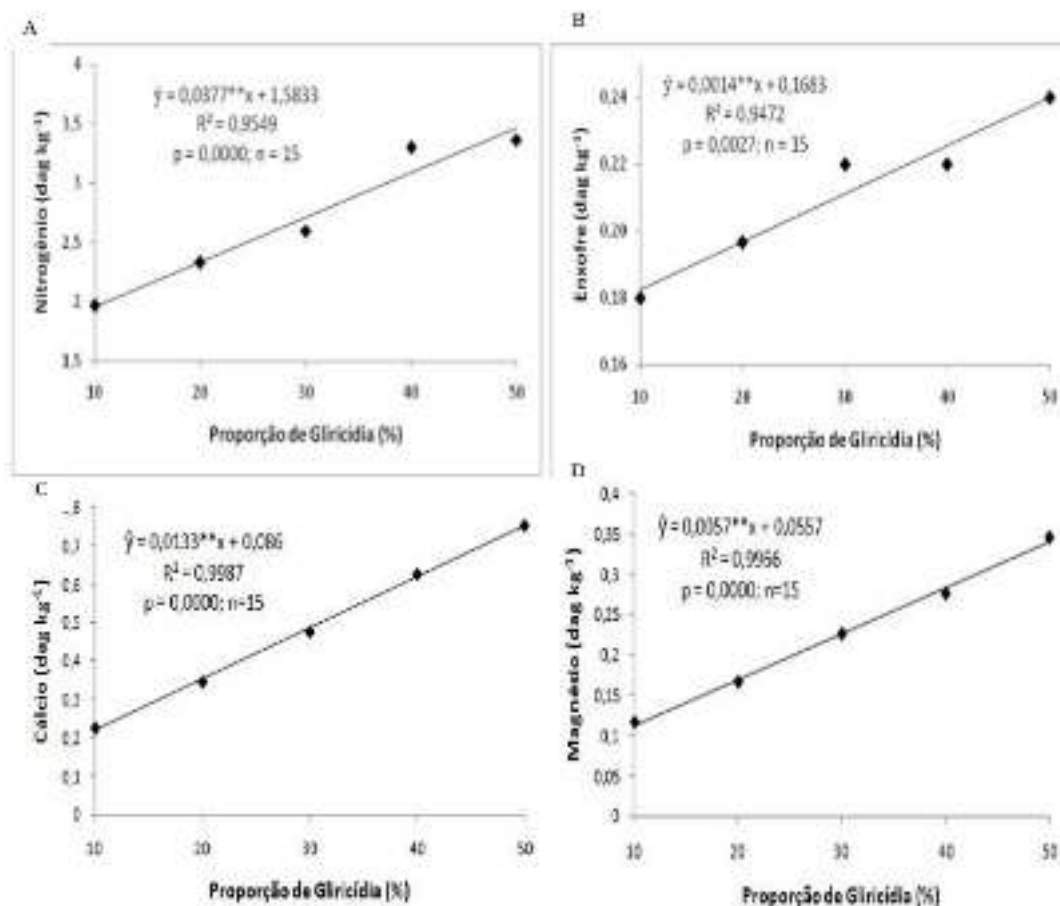 A
Nitrogênio (dag kg⁻¹)
4
3,5
3
2,5
2
1,5
ŷ = 0,0377**x + 1,5833
R² = 0,9549
p = 0,0000; n = 15
10 20 30 40 50
Proporção de Gliricídia (%)
B
Enxofre (dag kg⁻¹)
0,24
0,22
0,20
0,18
0,16
ŷ = 0,0014**x + 0,1683
R² = 0,9472
p = 0,0027; n = 15
10 20 30 40 50
Proporção de Gliricídia (%)
C
Cálcio (dag kg⁻¹)
0,8
0,7
0,6
0,5
0,4
0,3
0,2
0,1
0
ŷ = 0,0133**x + 0,086
R² = 0,9987
p = 0,0000; n=15
10 20 30 40 50
Proporção de Gliricídia (%)
D
Magnésio (dag kg⁻¹)
0,4
0,35
0,3
0,25
0,2
0,15
0,1
0,05
0
ŷ = 0,0057**x + 0,0557
R² = 0,9966
p = 0,0000; n=15
10 20 30 40 50
Proporção de Gliricídia (%)